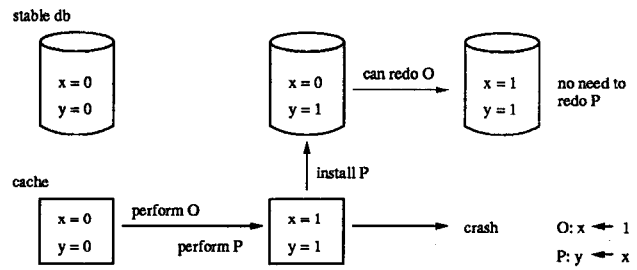 stable db
x = 0
y = 0
x = 0
y = 1
can redo O
x = 1
y = 1
no need to
redo P
install P
cache
x = 0
y = 0
perform O
perform P
x = 1
y = 1
crash
O: x ← 1
P: y ← x